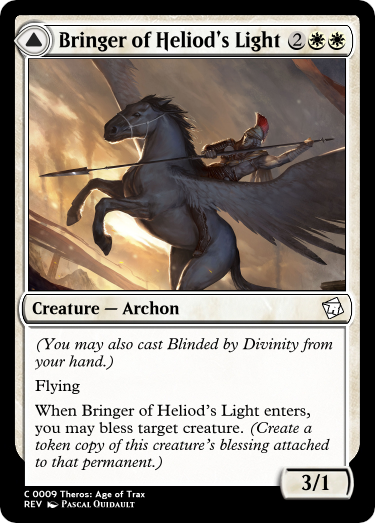 Bringer of Heliod's Light 2
Creature — Archon
(You may also cast Blinded by Divinity from
your hand.)
Flying
When Bringer of Heliod's Light enters,
you may bless target creature. (Create a
token copy of this creature's blessing attached
to that permanent.)
3/1
C 0009 Theros: Age of Trax
REV Pascal Quidault